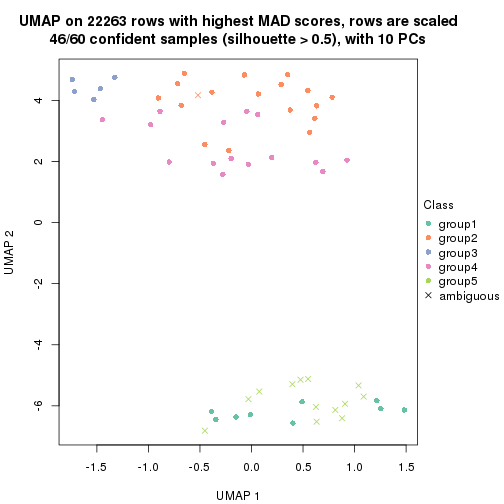 UMAP on 22263 rows with highest MAD scores, rows are scaled
46/60 confident samples (silhouette > 0.5), with 10 PCs
4
2
0
-2
-4
-6
UMAP 2
-1.5 -1.0 -0.5 0.0 0.5 1.0 1.5
UMAP 1
Class
group1
group2
group3
group4
group5
ambiguous